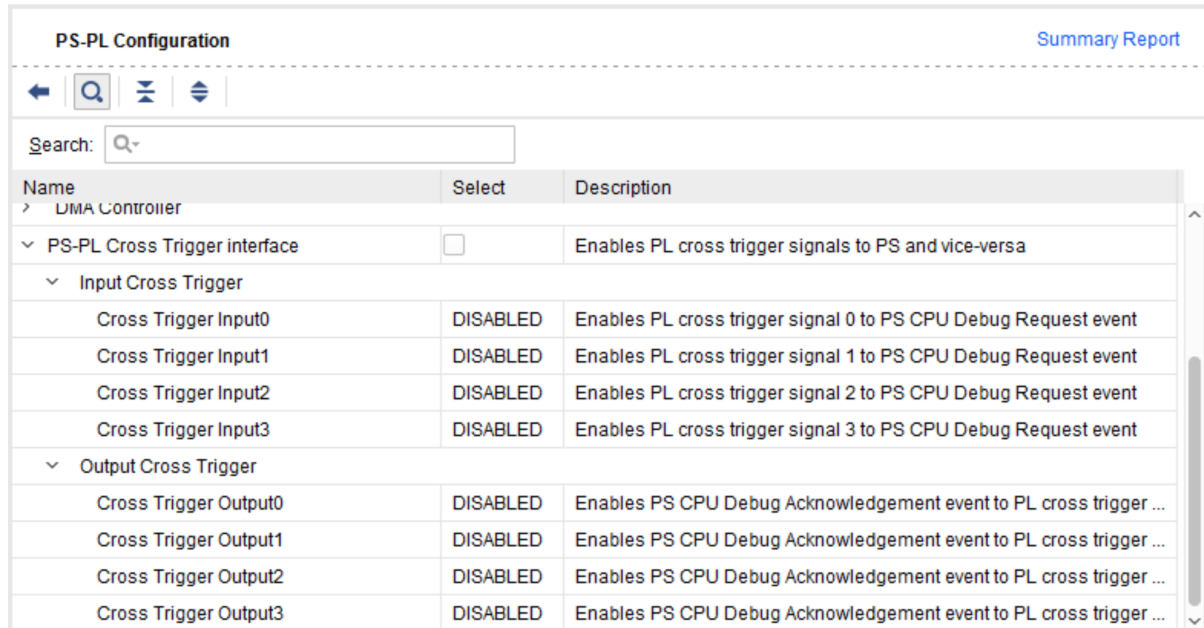 PS-PL Configuration Summary Report
Search:
Name Select Description
DMA Controller
PS-PL Cross Trigger interface Enables PL cross trigger signals to PS and vice-versa
Input Cross Trigger
Cross Trigger Input0 DISABLED Enables PL cross trigger signal 0 to PS CPU Debug Request event
Cross Trigger Input1 DISABLED Enables PL cross trigger signal 1 to PS CPU Debug Request event
Cross Trigger Input2 DISABLED Enables PL cross trigger signal 2 to PS CPU Debug Request event
Cross Trigger Input3 DISABLED Enables PL cross trigger signal 3 to PS CPU Debug Request event
Output Cross Trigger
Cross Trigger Output0 DISABLED Enables PS CPU Debug Acknowledgement event to PL cross trigger ...
Cross Trigger Output1 DISABLED Enables PS CPU Debug Acknowledgement event to PL cross trigger ...
Cross Trigger Output2 DISABLED Enables PS CPU Debug Acknowledgement event to PL cross trigger ...
Cross Trigger Output3 DISABLED Enables PS CPU Debug Acknowledgement event to PL cross trigger ...